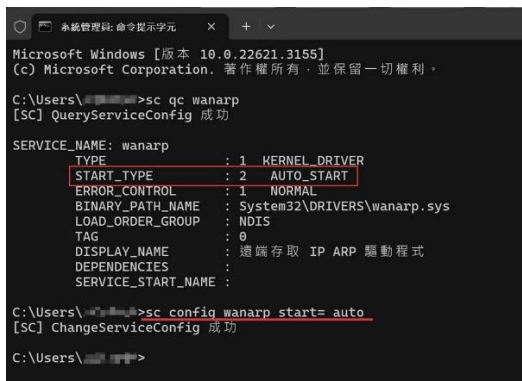 系統管理員: 命令提示字元
Microsoft Windows [版本 10.0.22621.3155]
(c) Microsoft Corporation. 著作權所有，並保留一切權利。
C:\Users\ >sc qc wanarp
[SC] QueryServiceConfig 成功
SERVICE_NAME: wanarp
TYPE : 1 KERNEL_DRIVER
START_TYPE : 2 AUTO_START
ERROR_CONTROL : 1 NORMAL
BINARY_PATH_NAME : System32\DRIVERS\wanarp.sys
LOAD_ORDER_GROUP : NDIS
TAG : 0
DISPLAY_NAME : 遠端存取 IP ARP 驅動程式
DEPENDENCIES :
SERVICE_START_NAME :
C:\Users\ >sc config wanarp start= auto
[SC] ChangeServiceConfig 成功
C:\Users\ >